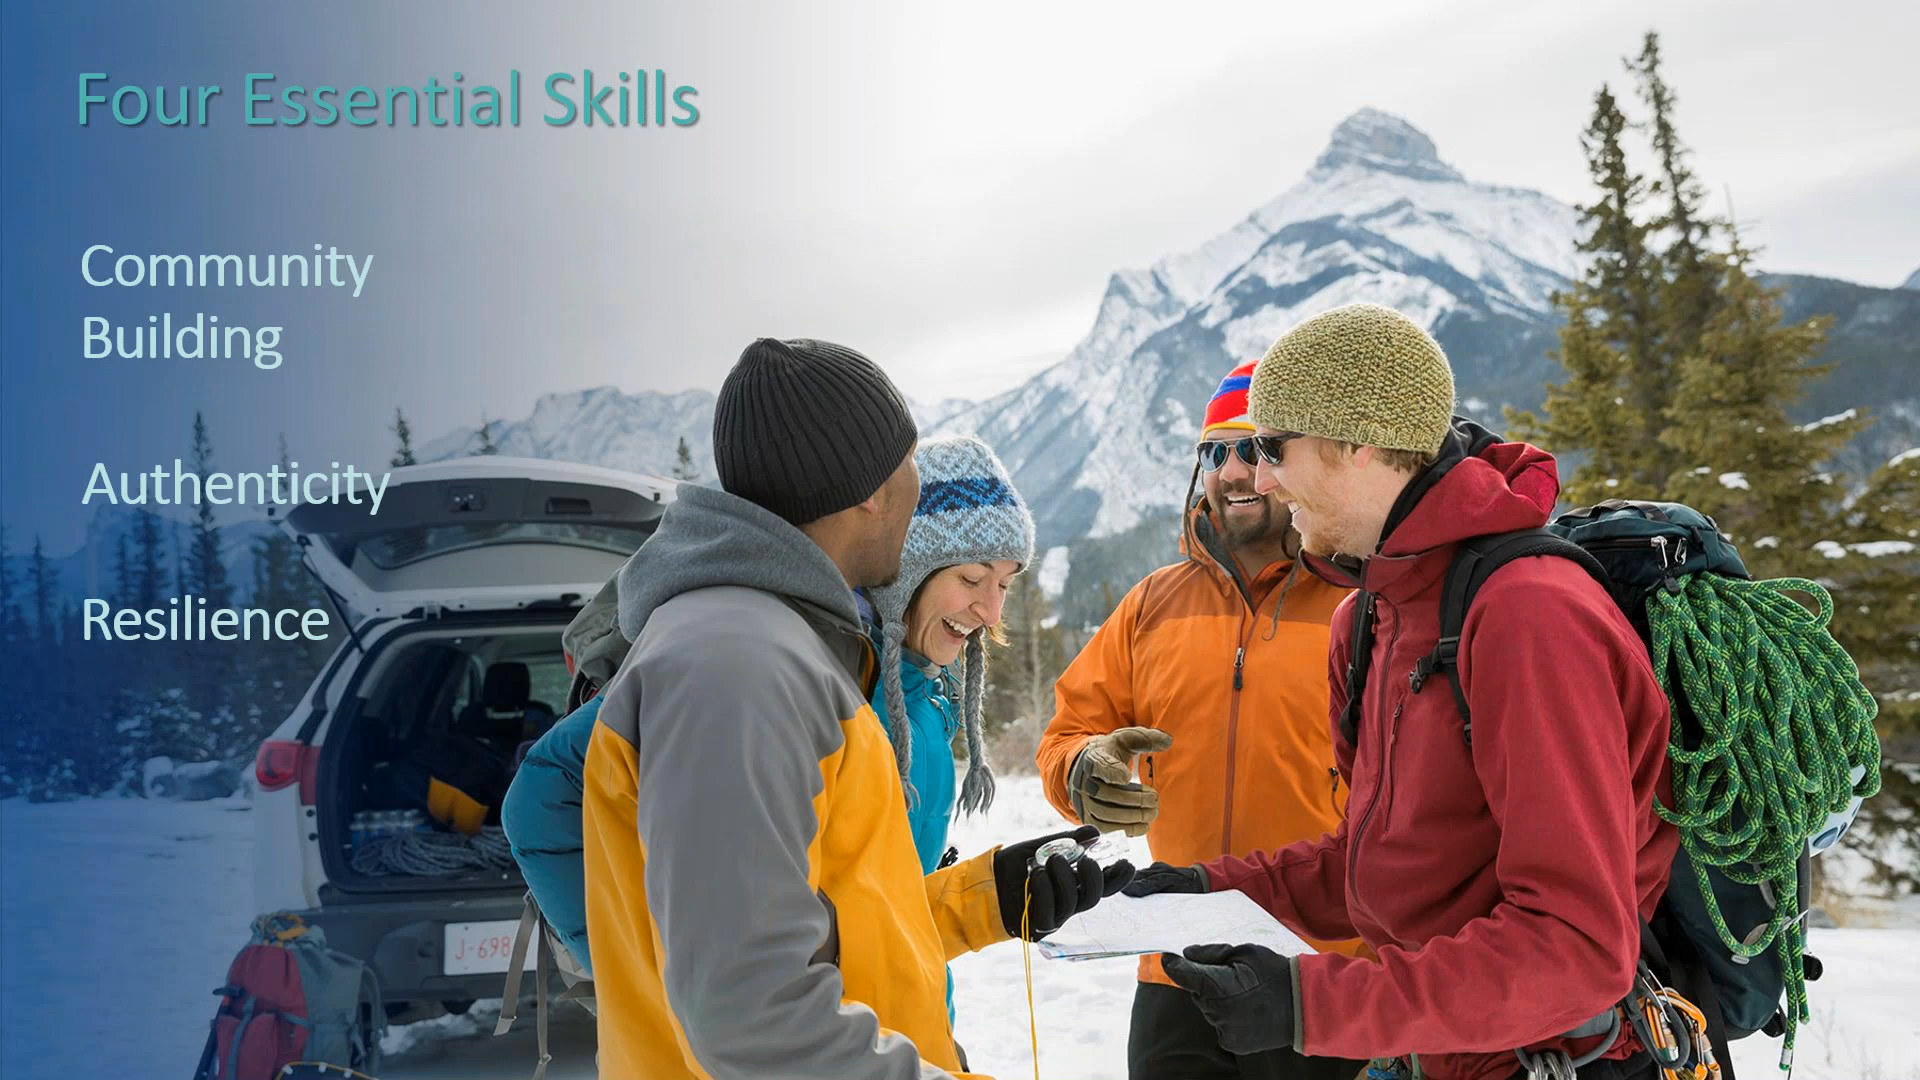 Four Essential Skills
Community
Building
Authenticity
Resilience
J-698